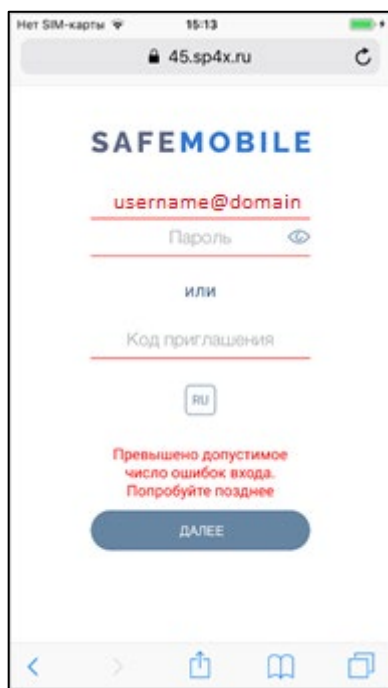 Нет SIM-карты 15:13
45.sp4x.ru
SAFEMOBILE
username@domain
Пароль
или
Код приглашения
RU
Превышено допустимое
число ошибок входа.
Попробуйте позднее
ДАЛЕЕ